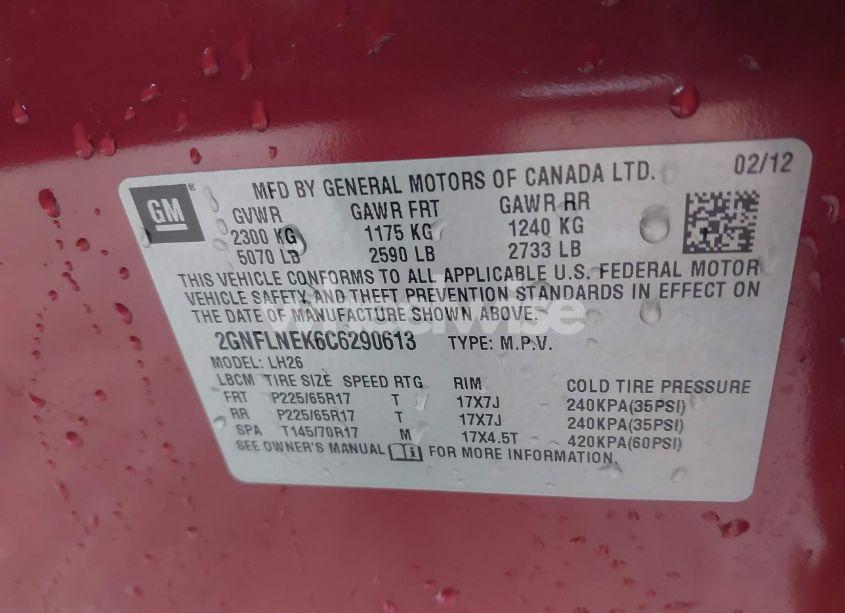 GM
MFD BY GENERAL MOTORS OF CANADA LTD. 02/12
GVWR GAWR FRT GAWR RR
2300 KG 1175 KG 1240 KG
5070 LB 2590 LB 2733 LB
THIS VEHICLE CONFORMS TO ALL APPLICABLE U.S. FEDERAL MOTOR
VEHICLE SAFETY, AND THEFT PREVENTION STANDARDS IN EFFECT ON
THE DATE OF MANUFACTURE SHOWN ABOVE.
wheelwise
2GNFLNEK6C6290613 TYPE: M.P.V.
MODEL: LH26
LBCM TIRE SIZE SPEED RTG RIM COLD TIRE PRESSURE
FRT P225/65R17 T 17X7J 240KPA(35PSI)
RR P225/65R17 T 17X7J 240KPA(35PSI)
SPA T145/70R17 M 17X4.5T 420KPA(60PSI)
SEE OWNER'S MANUAL FOR MORE INFORMATION.